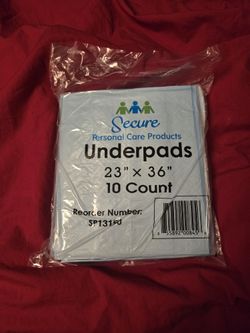 Secure
Personal Care Products
Underpads
23" x 36"
10 Count
Reorder Number: